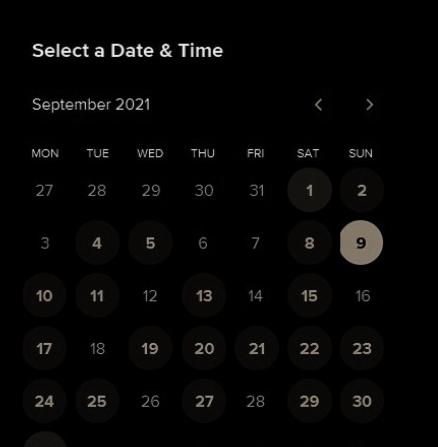 Select a Date & Time
September 2021
MON TUE WED THU FRI SAT SUN
27 28 29 30 31 1 2
3 4 5 6 7 8 9
10 11 12 13 14 15 16
17 18 19 20 21 22 23
24 25 26 27 28 29 30